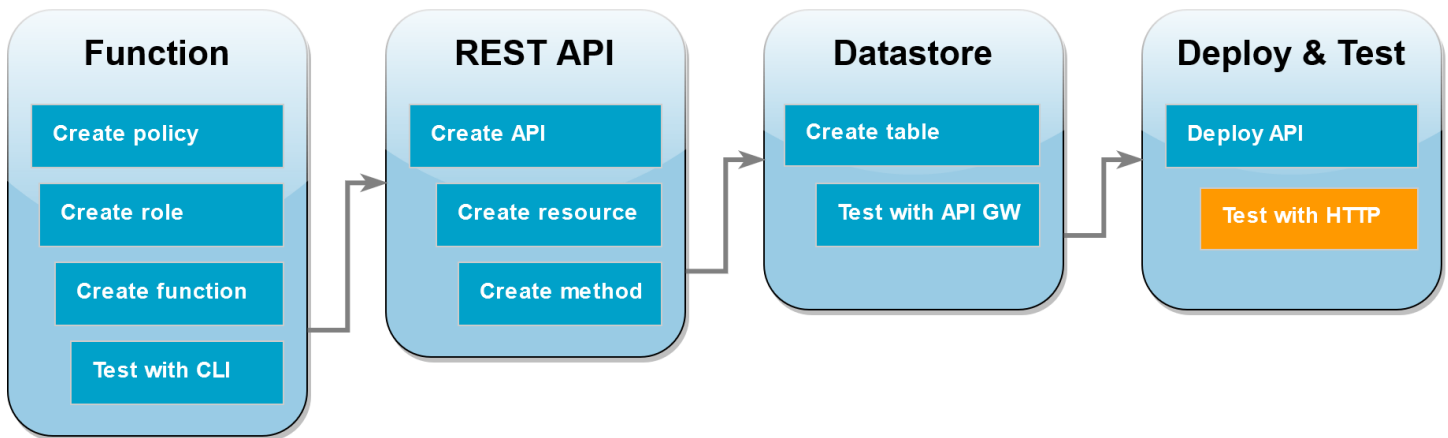 Function
Create policy
Create role
Create function
Test with CLI
REST API
Create API
Create resource
Create method
Datastore
Create table
Test with API GW
Deploy & Test
Deploy API
Test with HTTP